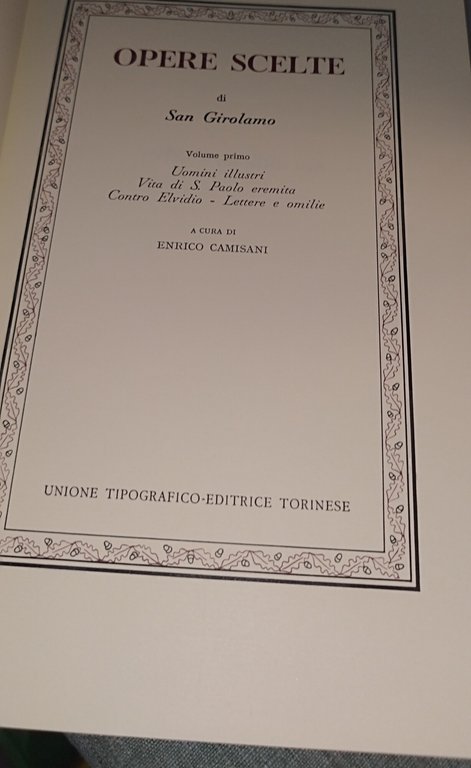 OPERE SCELTE
di
San Girolamo
Volume primo
Uomini illustri
Vita di S. Paolo eremita
Contro Elvidio - Lettere e omilie
A CURA DI
ENRICO CAMISANI
UNIONE TIPOGRAFICO-EDITRICE TORINESE